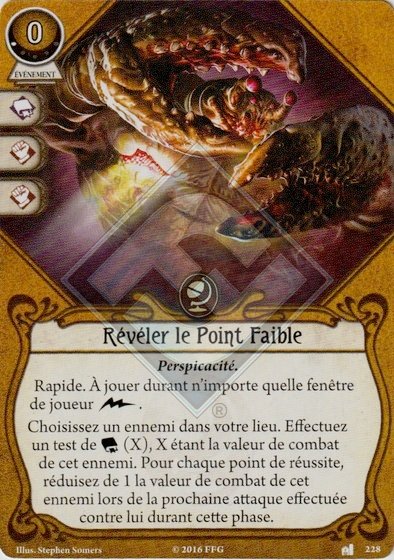 0
ÉVÉNEMENT
Révéler le Point Faible
Perspicacité.
Rapide. À jouer durant n'importe quelle fenêtre
de joueur .
Choisissez un ennemi dans votre lieu. Effectuez
un test de (X), X étant la valeur de combat
de cet ennemi. Pour chaque point de réussite,
réduisez de 1 la valeur de combat de cet
ennemi lors de la prochaine attaque effectuée
contre lui durant cette phase.
®
Illus. Stephen Somers © 2016 FFG 228